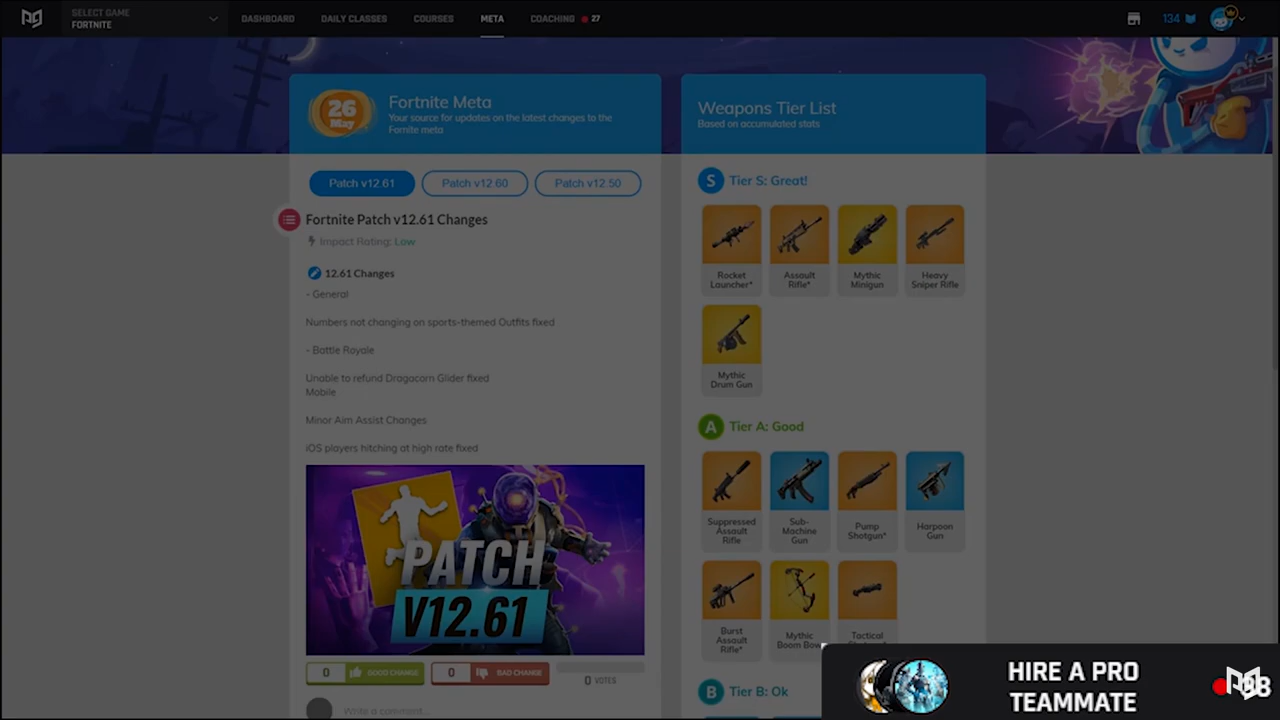 SELECT GAME
FORTNITE
DASHBOARD
DAILY CLASSES
COURSES
META
COACHING
27
134
26
May
Fortnite Meta
Your source for updates on the latest changes to the
Fornite meta
Patch v12.61
Patch v12.60
Patch v12.50
Fortnite Patch v12.61 Changes
Impact Rating: Low
12.61 Changes
- General
Numbers not changing on sports-themed Outfits fixed
- Battle Royale
Unable to refund Dragacorn Glider fixed
Mobile
Minor Aim Assist Changes
iOS players hitching at high rate fixed
PATCH
V12.61
0
GOOD CHANGE
0
BAD CHANGE
0 VOTES
Write a comment...
Weapons Tier List
Based on accumulated stats
S
Tier S: Great!
Rocket
Launcher*
Assault
Rifle*
Mythic
Minigun
Heavy
Sniper Rifle
Mythic
Drum Gun
A
Tier A: Good
Suppressed
Assault
Rifle
Sub-
Machine
Gun
Pump
Shotgun*
Harpoon
Gun
Burst
Assault
Rifle*
Mythic
Boom Bow
Tactical
B
Tier B: Ok
HIRE A PRO
TEAMMATE